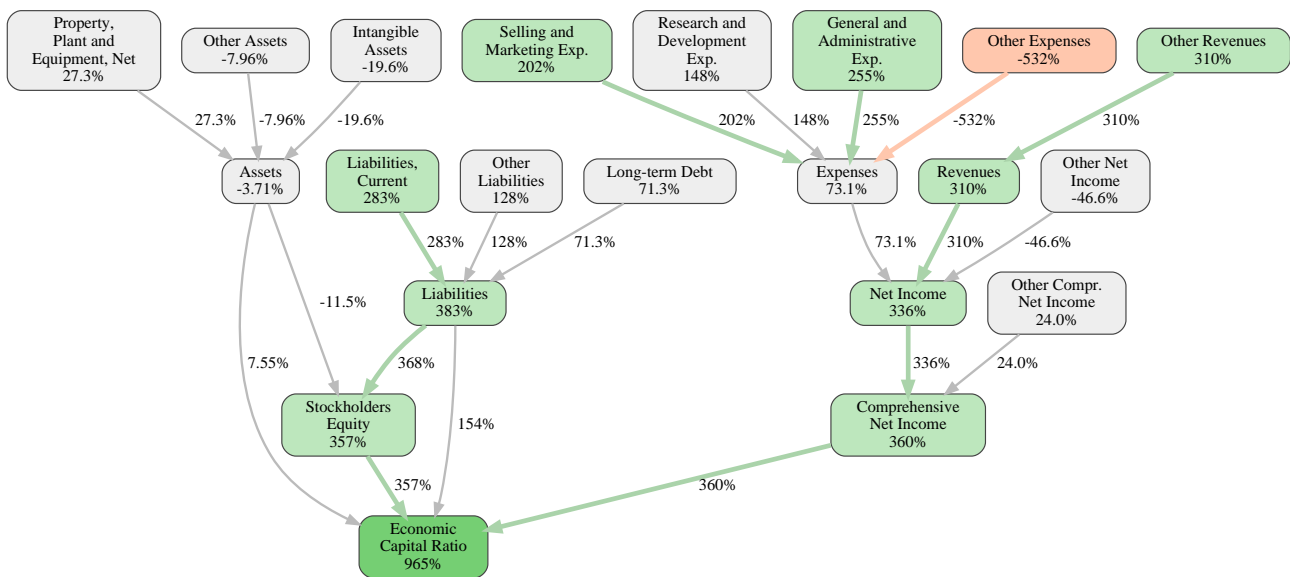 Property,
Plant and
Equipment, Net
27.3%
Other Assets
-7.96%
Intangible
Assets
-19.6%
Selling and
Marketing Exp.
202%
Research and
Development
Exp.
148%
General and
Administrative
Exp.
255%
Other Expenses
-532%
Other Revenues
310%
27.3%
-7.96%
-19.6%
202%
148%
255%
-532%
310%
Assets
-3.71%
Liabilities,
Current
283%
Other
Liabilities
128%
Long-term Debt
71.3%
Expenses
73.1%
Revenues
310%
Other Net
Income
-46.6%
283%
128%
71.3%
73.1%
310%
-46.6%
-11.5%
Liabilities
383%
Net Income
336%
Other Compr.
Net Income
24.0%
7.55%
368%
336%
24.0%
Stockholders
Equity
357%
154%
Comprehensive
Net Income
360%
357%
360%
Economic
Capital Ratio
965%